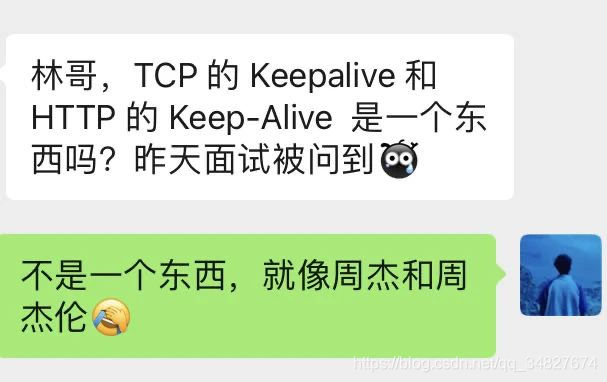 林哥，TCP 的 Keepalive 和
HTTP 的 Keep-Alive 是一个东
西吗？昨天面试被问到
不是一个东西，就像周杰和周
杰伦
https://blog.csdn.net/qq_34827674